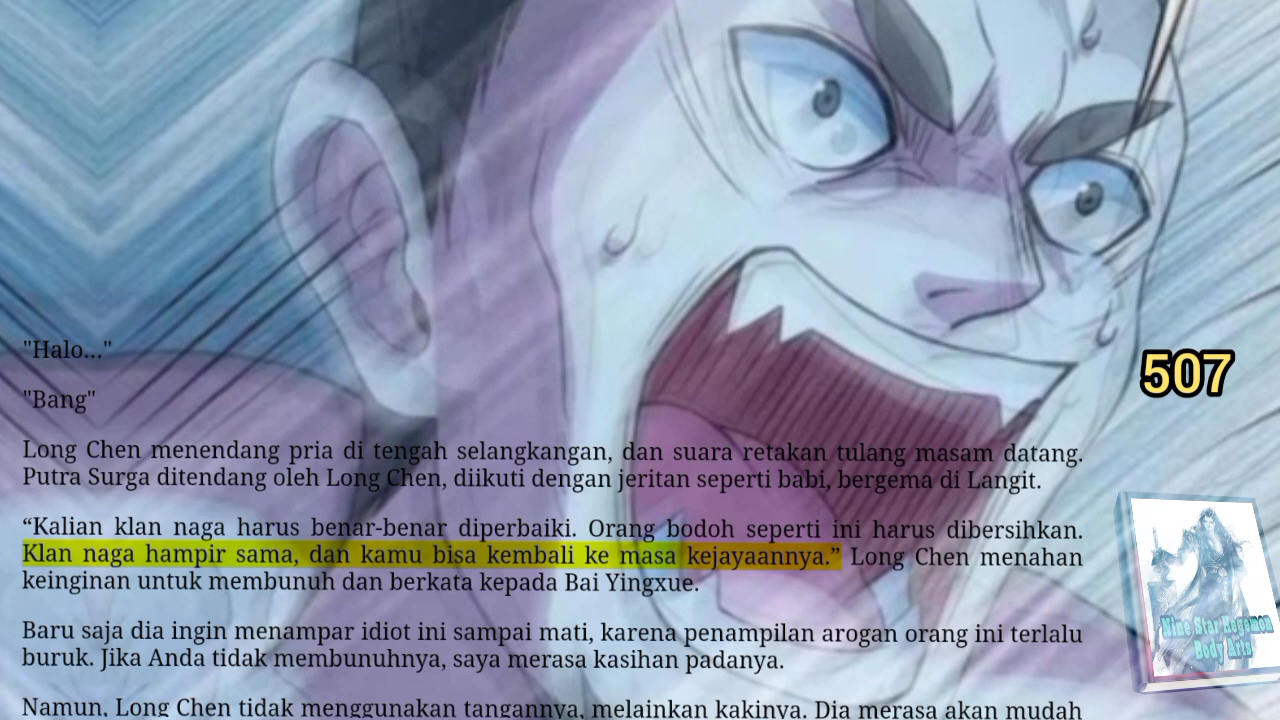 "Halo..."
"Bang"
507
Long Chen menendang pria di tengah selangkangan, dan suara retakan tulang masam datang.
Putra Surga ditendang oleh Long Chen, diikuti dengan jeritan seperti babi, bergema di Langit.
“Kalian klan naga harus benar-benar diperbaiki. Orang bodoh seperti ini harus dibersihkan.
Klan naga hampir sama, dan kamu bisa kembali ke masa kejayaannya.” Long Chen menahan
keinginan untuk membunuh dan berkata kepada Bai Yingxue.
Baru saja dia ingin menampar idiot ini sampai mati, karena penampilan arogan orang ini terlalu
buruk. Jika Anda tidak membunuhnya, saya merasa kasihan padanya.
Namun, Long Chen tidak menggunakan tangannya, melainkan kakinya. Dia merasa akan mudah
Nine Star Hegemon
Body Arts